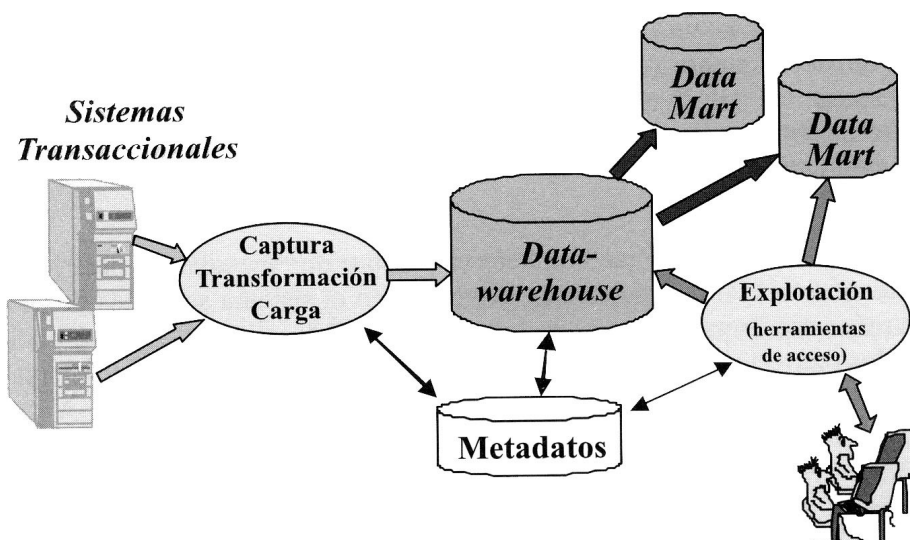 Data
Mart
Data
Mart
Sistemas
Transaccionales
Captura
Transformación
Carga
Data-
warehouse
Explotación
(herramientas
de acceso)
Metadatos